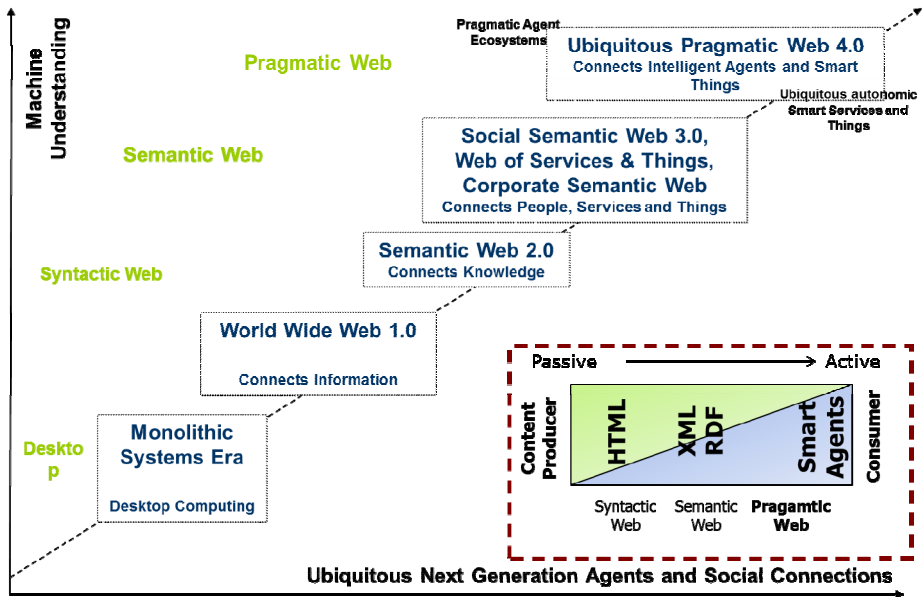 Machine
Understanding
Pragmatic Agent
Ecosystems
Ubiquitous Pragmatic Web 4.0
Connects Intelligent Agents and Smart
Things
Ubiquitous autonomic
Smart Services and
Things
Pragmatic Web
Social Semantic Web 3.0,
Web of Services & Things,
Corporate Semantic Web
Connects People, Services and Things
Semantic Web
Semantic Web 2.0
Connects Knowledge
Syntactic Web
World Wide Web 1.0
Connects Information
Deskto
p
Monolithic
Systems Era
Desktop Computing
Passive
Active
Content
Producer
HTML
XML
RDF
Smart
Agents
Consumer
Syntactic
Web
Semantic
Web
Pragamtic
Web
Ubiquitous Next Generation Agents and Social Connections